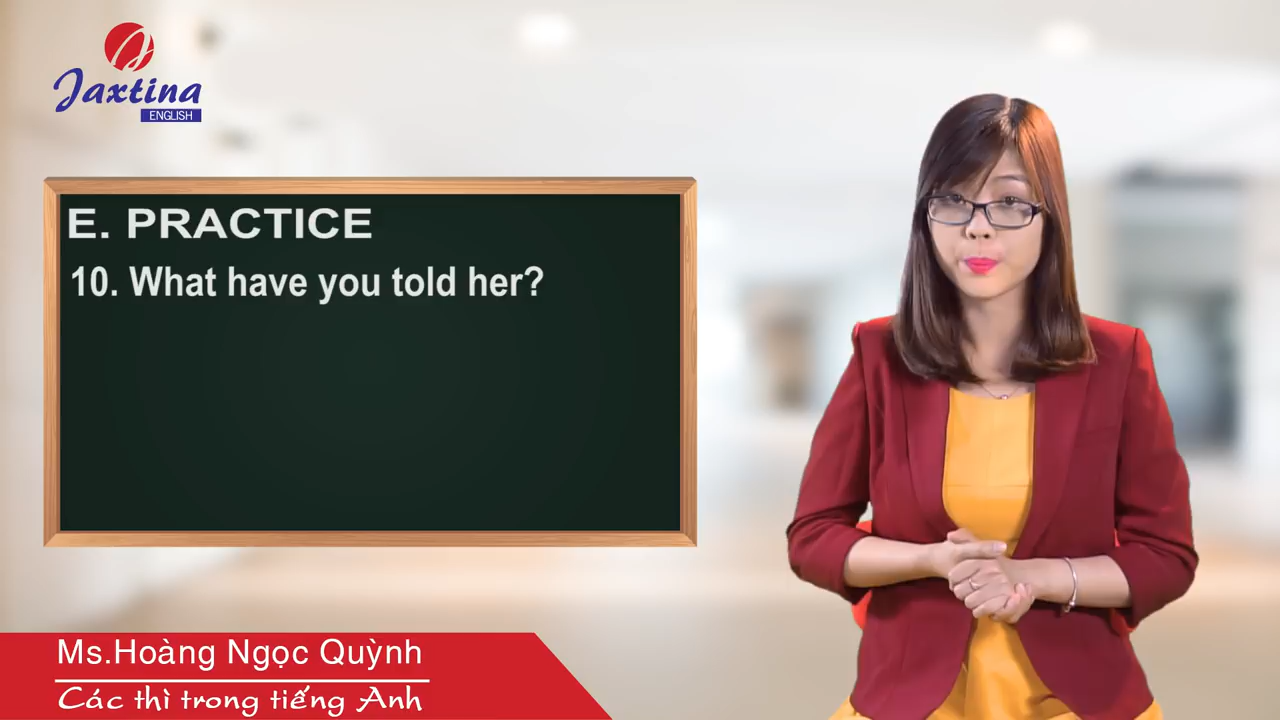 Jaxtina
ENGLISH
E. PRACTICE
10. What have you told her?
Ms.Hoàng Ngọc Quỳnh
Các thì trong tiếng Anh